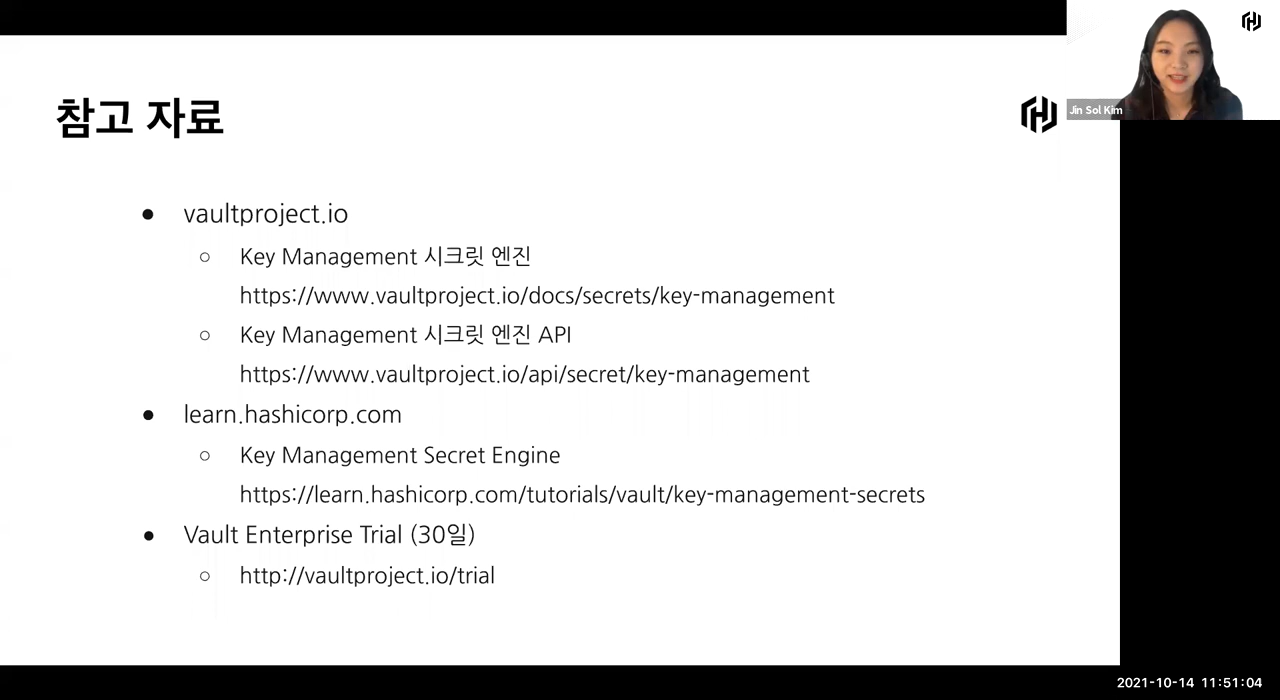 참고 자료
Jin Sol Kim
● vaultproject.io
○ Key Management 시크릿 엔진
https://www.vaultproject.io/docs/secrets/key-management
○ Key Management 시크릿 엔진 API
https://www.vaultproject.io/api/secret/key-management
● learn.hashicorp.com
○ Key Management Secret Engine
https://learn.hashicorp.com/tutorials/vault/key-management-secrets
● Vault Enterprise Trial (30일)
○ http://vaultproject.io/trial
2021-10-14 11:51:04